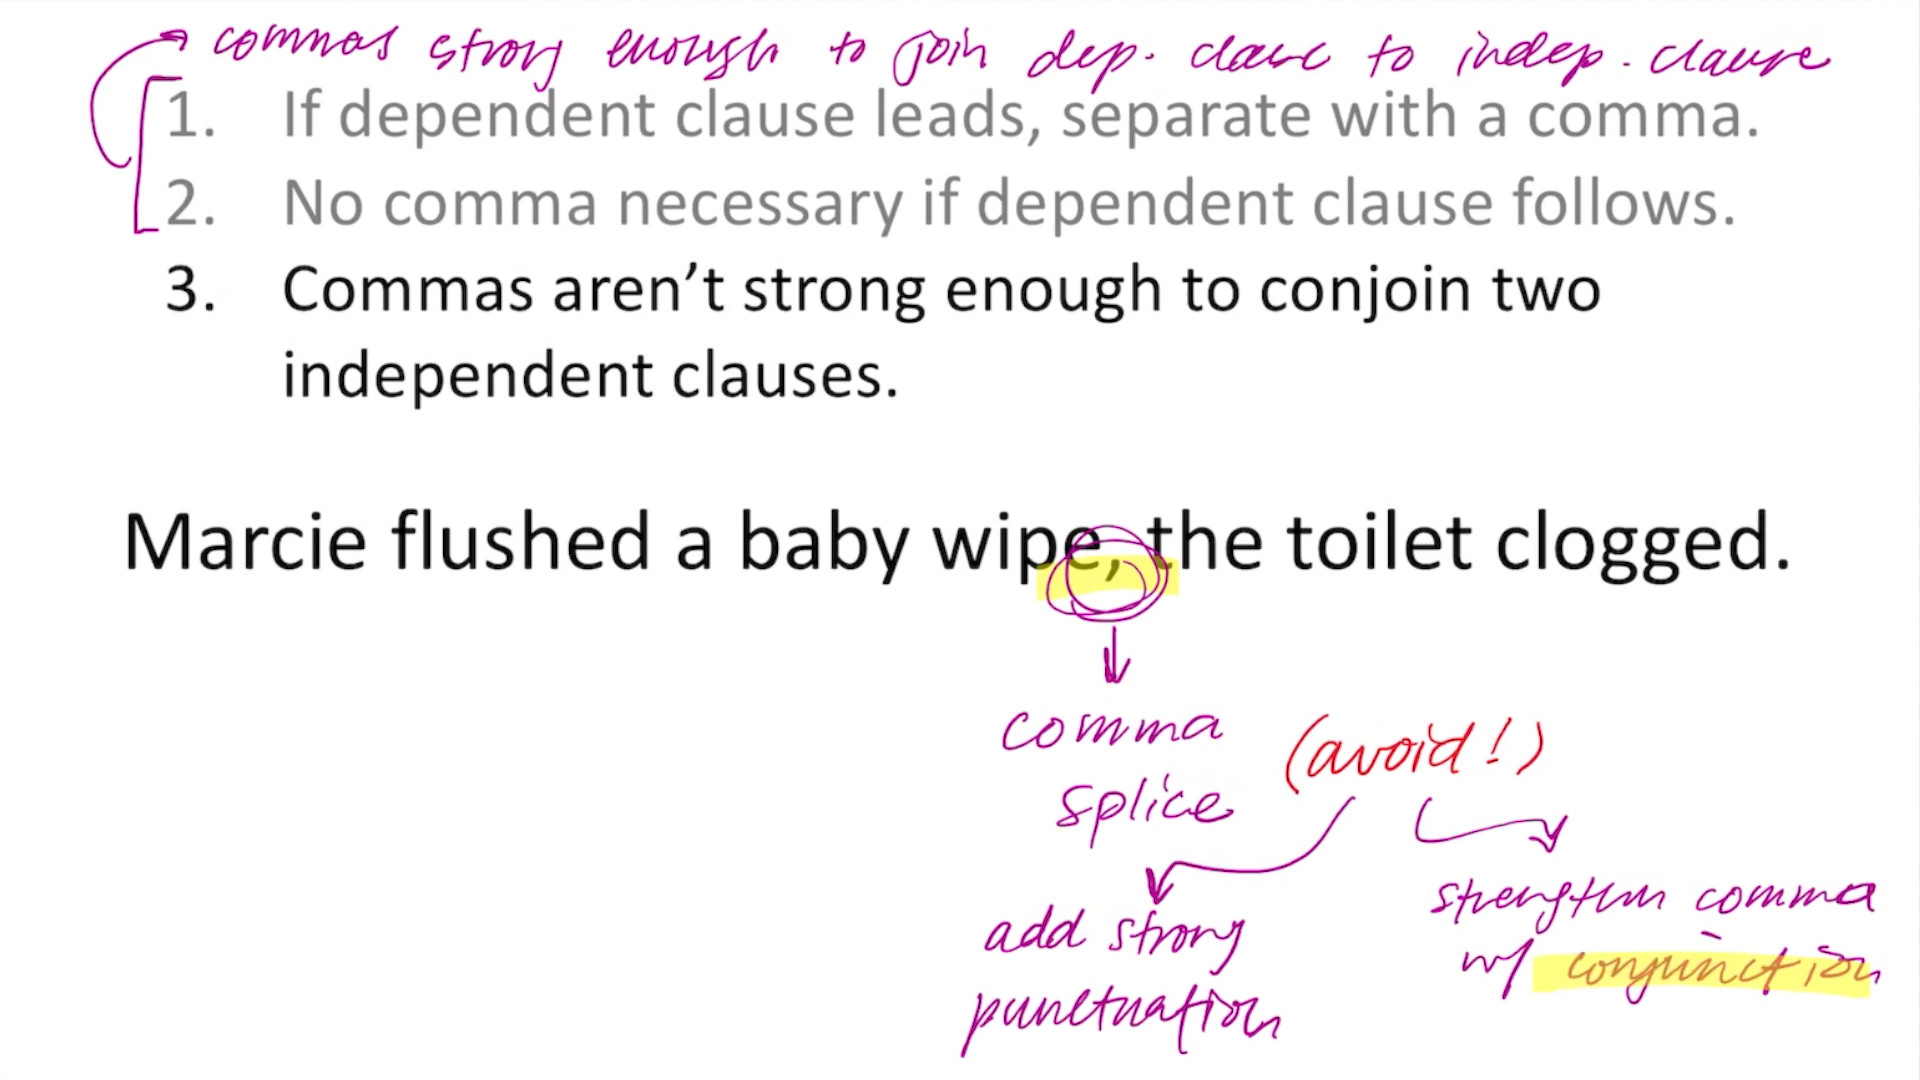 commas strong enough to join dep. clause to indep. clause
1. If dependent clause leads, separate with a comma.
2. No comma necessary if dependent clause follows.
3. Commas aren’t strong enough to conjoin two
independent clauses.
Marcie flushed a baby wipe, the toilet clogged.
comma
splice
(avoid!)
add strong
punctuation
strengthen comma
w/ conjunction